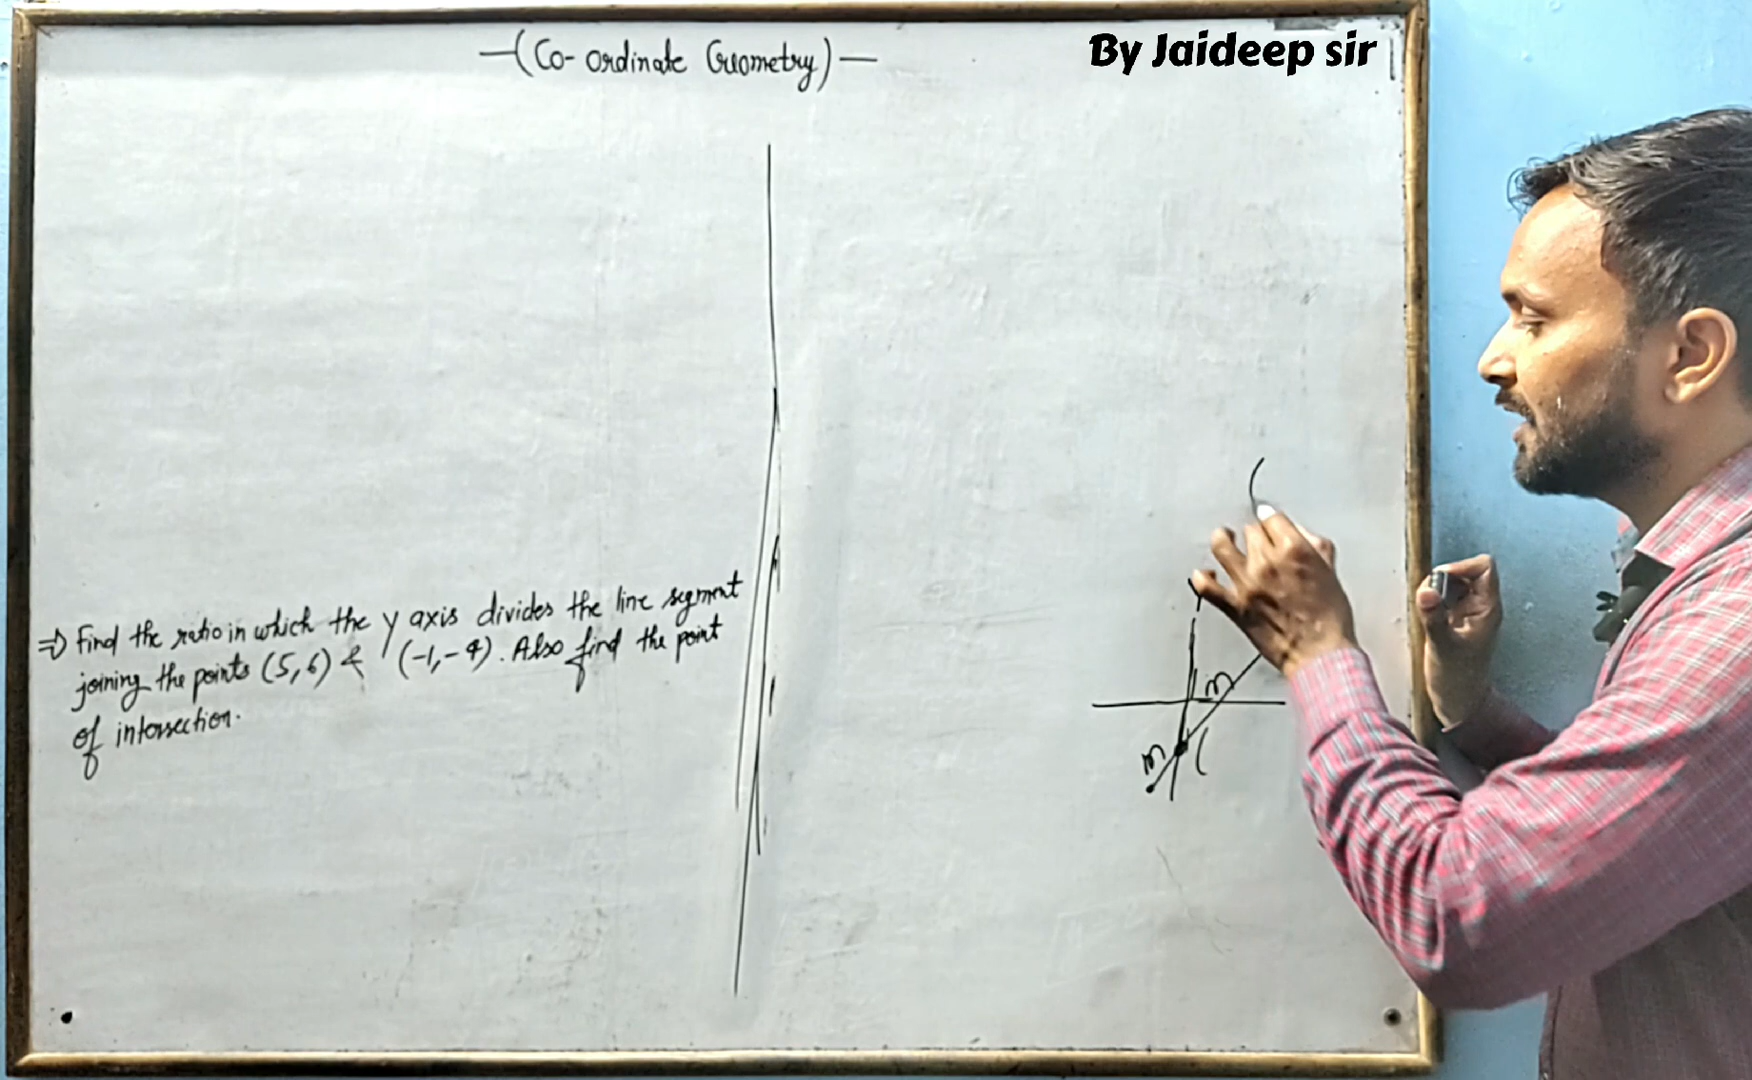 —(Co-ordinate Geometry)—
By Jaideep sir
⇒ Find the ratio in which the y axis divides the line segment
joining the points (5,6) & (-1,-4). Also find the point
of intersection.
m
n
(
(